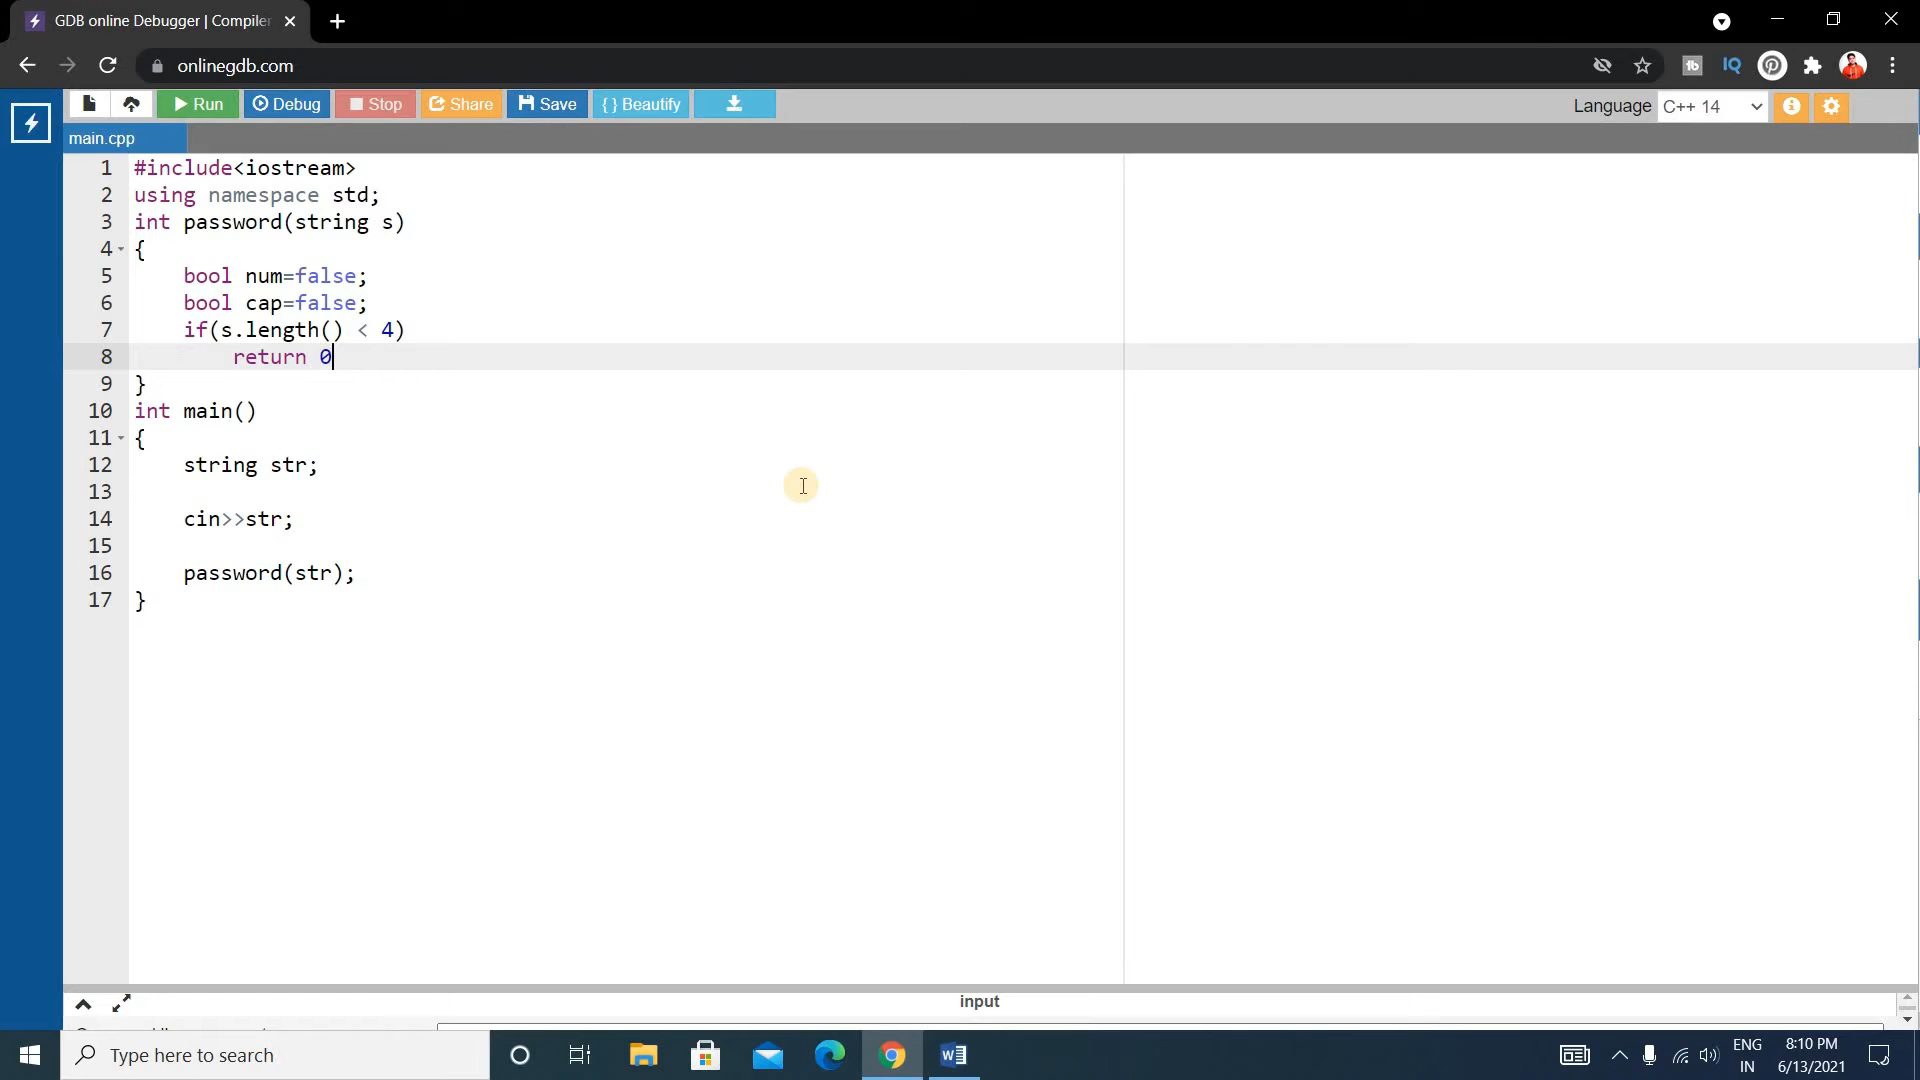 GDB online Debugger | Compiler
onlinegdb.com
Run Debug Stop Share Save { } Beautify
Language C++ 14
main.cpp
1 #include<iostream>
2 using namespace std;
3 int password(string s)
4 {
5 bool num=false;
6 bool cap=false;
7 if(s.length() < 4)
8 return 0
9 }
10 int main()
11 {
12 string str;
13
14 cin>>str;
15
16 password(str);
17 }
input
Type here to search
ENG
IN
8:10 PM
6/13/2021